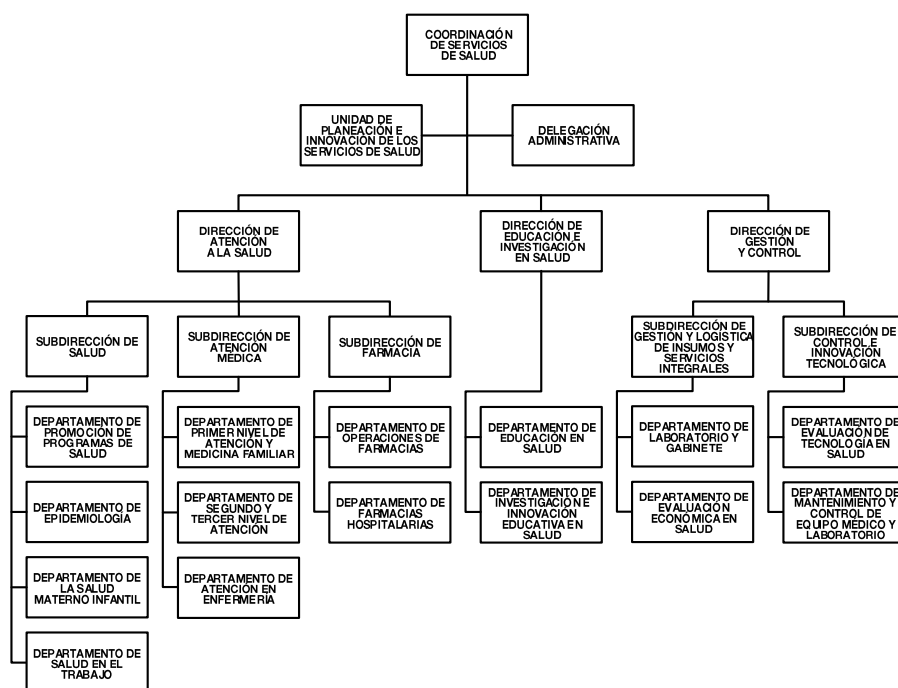 COORDINACIÓN
DE SERVICIOS
DE SALUD
UNIDAD DE
PLANEACIÓN E
INNOVACIÓN DE LOS
SERVICIOS DE SALUD
DELEGACIÓN
ADMINISTRATIVA
DIRECCIÓN DE
ATENCIÓN
A LA SALUD
DIRECCIÓN DE
EDUCACIÓN E
INVESTIGACIÓN
EN SALUD
DIRECCIÓN DE
GESTIÓN
Y CONTROL
SUBDIRECCIÓN DE
SALUD
SUBDIRECCIÓN DE
ATENCIÓN
MÉDICA
SUBDIRECCIÓN DE
FARMACIA
SUBDIRECCIÓN DE
GESTIÓN Y LOGÍSTICA
DE INSUMOS Y
SERVICIOS
INTEGRALES
SUBDIRECCIÓN DE
CONTROL E
INNOVACIÓN
TECNOLÓGICA
DEPARTAMENTO DE
PROMOCIÓN DE
PROGRAMAS DE
SALUD
DEPARTAMENTO DE
PRIMER NIVEL DE
ATENCIÓN Y
MEDICINA FAMILIAR
DEPARTAMENTO DE
OPERACIONES DE
FARMACIAS
DEPARTAMENTO DE
EDUCACIÓN EN
SALUD
DEPARTAMENTO DE
LABORATORIO Y
GABINETE
DEPARTAMENTO DE
EVALUACIÓN DE
TECNOLOGÍA EN
SALUD
DEPARTAMENTO DE
EPIDEMIOLOGÍA
DEPARTAMENTO DE
SEGUNDO Y
TERCER NIVEL DE
ATENCIÓN
DEPARTAMENTO DE
FARMACIAS
HOSPITALARIAS
DEPARTAMENTO DE
INVESTIGACIÓN E
INNOVACIÓN
EDUCATIVA EN
SALUD
DEPARTAMENTO DE
EVALUACIÓN
ECONÓMICA EN
SALUD
DEPARTAMENTO DE
MANTENIMIENTO Y
CONTROL DE
EQUIPO MÉDICO Y
LABORATORIO
DEPARTAMENTO DE
LA SALUD
MATERNO INFANTIL
DEPARTAMENTO DE
ATENCIÓN EN
ENFERMERÍA
DEPARTAMENTO DE
SALUD EN EL
TRABAJO